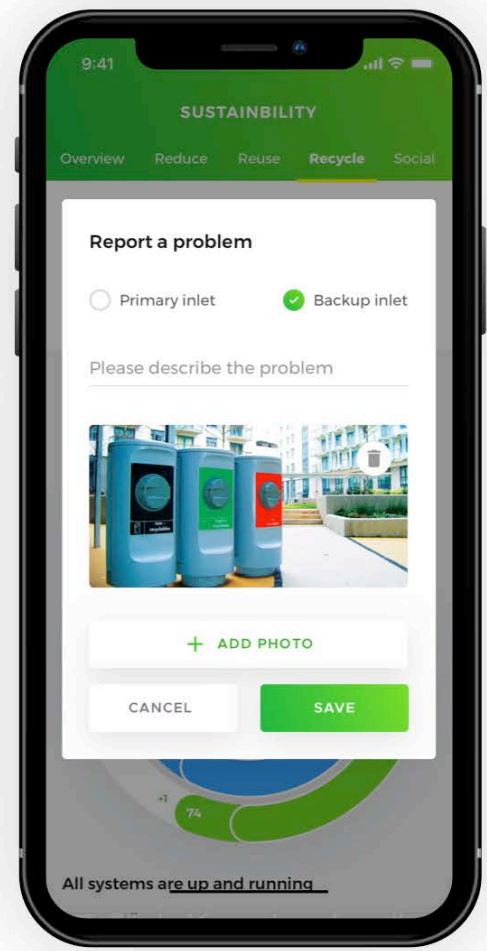 9:41
SUSTAINBILITY
Overview Reduce Reuse Recycle Social
Report a problem
Primary inlet Backup inlet
Please describe the problem
+ ADD PHOTO
CANCEL SAVE
+1
74
All systems are up and running